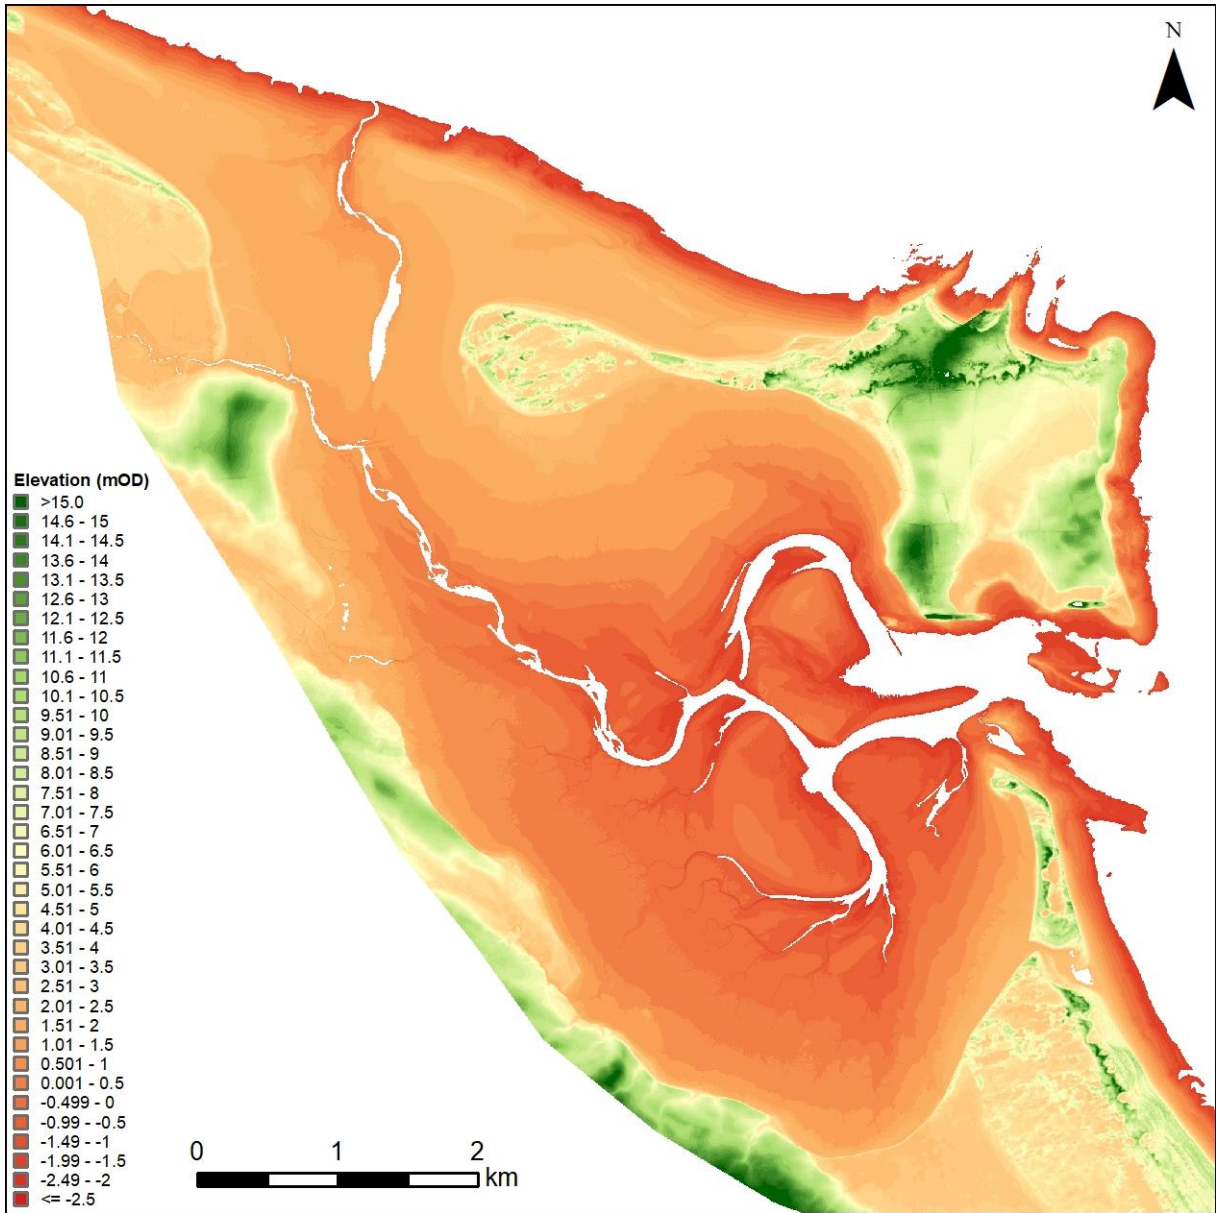 N
Elevation (mOD)
>15.0
14.6 - 15
14.1 - 14.5
13.6 - 14
13.1 - 13.5
12.6 - 13
12.1 - 12.5
11.6 - 12
11.1 - 11.5
10.6 - 11
10.1 - 10.5
9.51 - 10
9.01 - 9.5
8.51 - 9
8.01 - 8.5
7.51 - 8
7.01 - 7.5
6.51 - 7
6.01 - 6.5
5.51 - 6
5.01 - 5.5
4.51 - 5
4.01 - 4.5
3.51 - 4
3.01 - 3.5
2.51 - 3
2.01 - 2.5
1.51 - 2
1.01 - 1.5
0.501 - 1
0.001 - 0.5
-0.499 - 0
-0.99 - -0.5
-1.49 - -1
-1.99 - -1.5
-2.49 - -2
<= -2.5
0 1 2
km